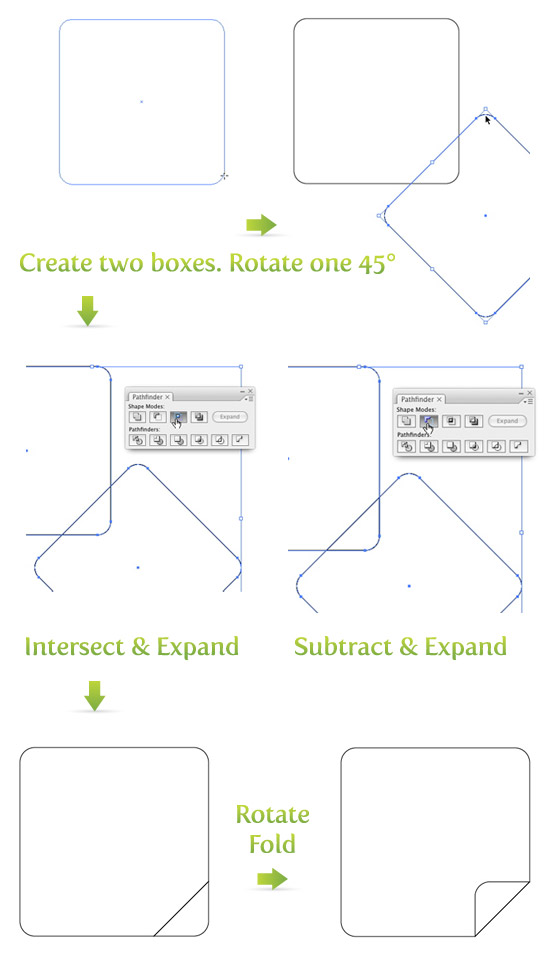 Create two boxes. Rotate one 45°
Pathfinder
Shape Modes:
Expand
Pathfinders:
Pathfinder
Shape Modes:
Expand
Pathfinders:
Intersect & Expand
Subtract & Expand
Rotate
Fold